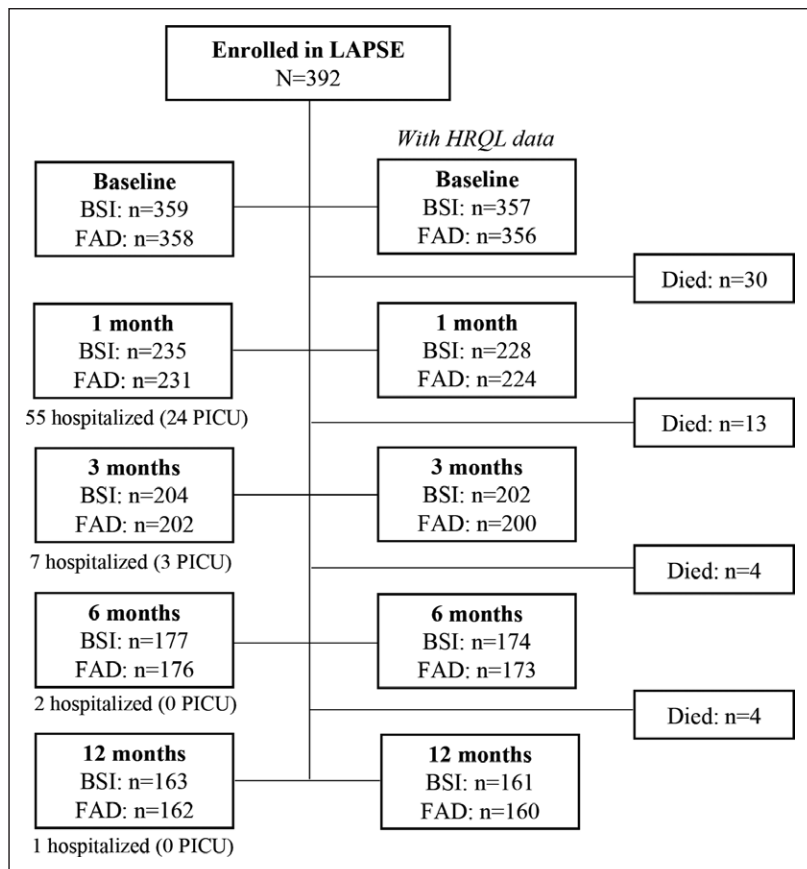 Enrolled in LAPSE
N=392
With HRQL data
Baseline
BSI: n=359
FAD: n=358
Baseline
BSI: n=357
FAD: n=356
Died: n=30
1 month
BSI: n=235
FAD: n=231
55 hospitalized (24 PICU)
1 month
BSI: n=228
FAD: n=224
Died: n=13
3 months
BSI: n=204
FAD: n=202
7 hospitalized (3 PICU)
3 months
BSI: n=202
FAD: n=200
Died: n=4
6 months
BSI: n=177
FAD: n=176
2 hospitalized (0 PICU)
6 months
BSI: n=174
FAD: n=173
Died: n=4
12 months
BSI: n=163
FAD: n=162
1 hospitalized (0 PICU)
12 months
BSI: n=161
FAD: n=160